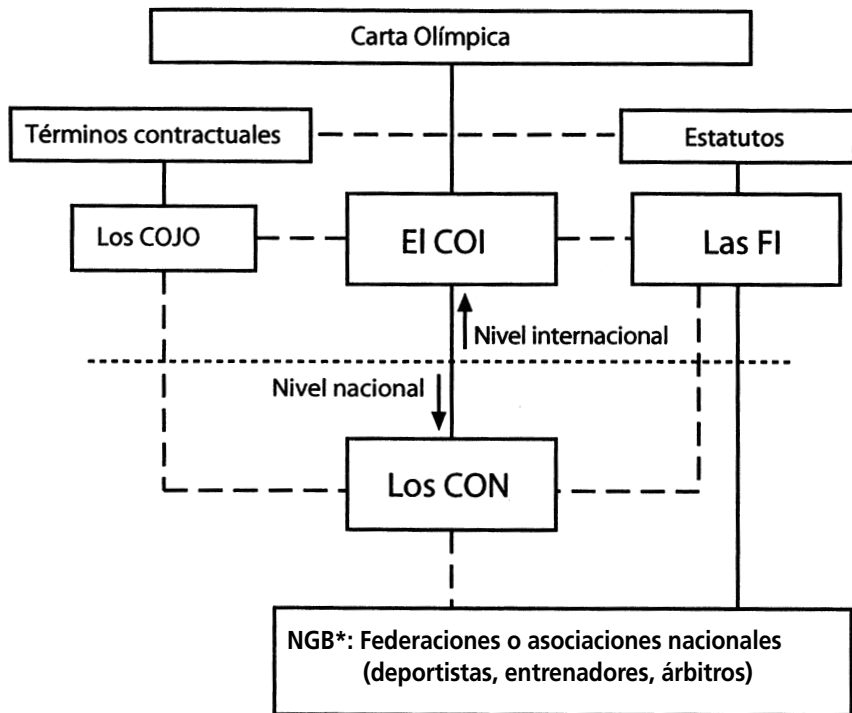 Carta Olímpica
Términos contractuales
Estatutos
Los COJO
El COI
Las FI
Nivel internacional
Nivel nacional
Los CON
NGB*: Federaciones o asociaciones nacionales
(deportistas, entrenadores, árbitros)